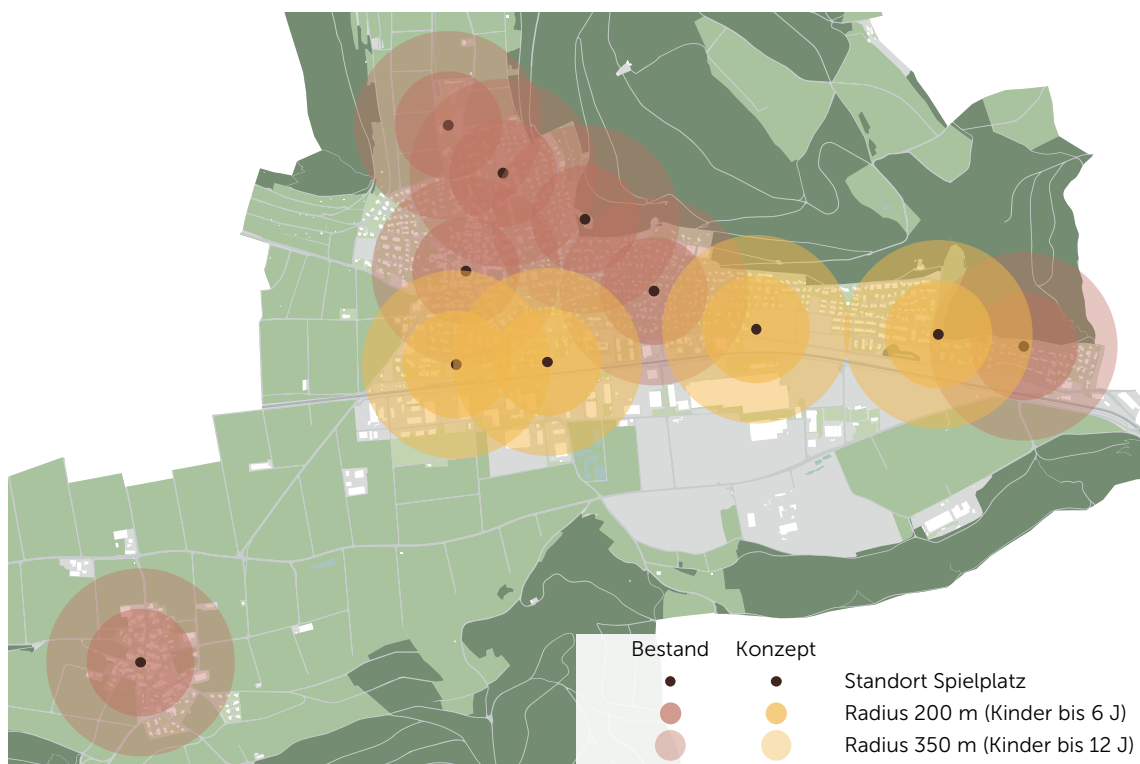 Bestand Konzept
Standort Spielplatz
Radius 200 m (Kinder bis 6 J)
Radius 350 m (Kinder bis 12 J)